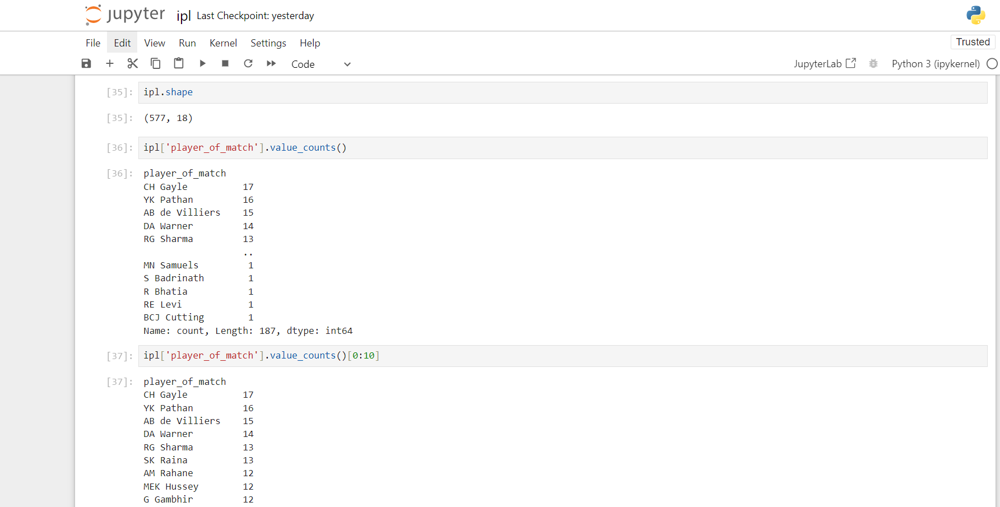 jupyter ipl Last Checkpoint: yesterday
File Edit View Run Kernel Settings Help
Trusted
Code
JupyterLab Python 3 (ipykernel)
[35]: ipl.shape
[35]: (577, 18)
[36]: ipl['player_of_match'].value_counts()
[36]: player_of_match
CH Gayle 17
YK Pathan 16
AB de Villiers 15
DA Warner 14
RG Sharma 13
..
MN Samuels 1
S Badrinath 1
R Bhatia 1
RE Levi 1
BCJ Cutting 1
Name: count, Length: 187, dtype: int64
[37]: ipl['player_of_match'].value_counts()[0:10]
[37]: player_of_match
CH Gayle 17
YK Pathan 16
AB de Villiers 15
DA Warner 14
RG Sharma 13
SK Raina 13
AM Rahane 12
MEK Hussey 12
G Gambhir 12